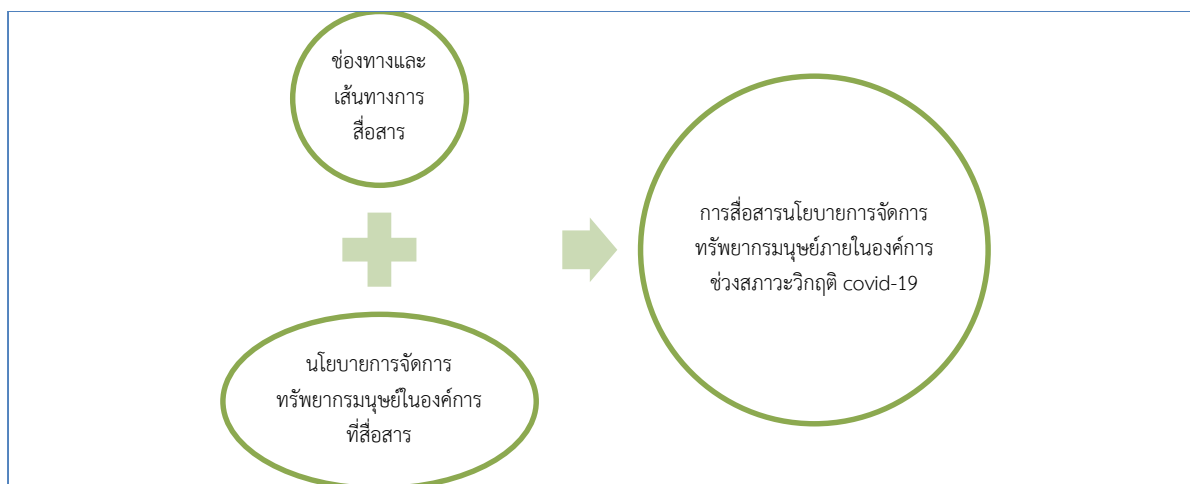 ช่องทางและ
เส้นทางการ
สื่อสาร
นโยบายการจัดการ
ทรัพยากรมนุษย์ในองค์การ
ที่สื่อสาร
การสื่อสารนโยบายการจัดการ
ทรัพยากรมนุษย์ภายในองค์การ
ช่วงสภาวะวิกฤติ covid-19